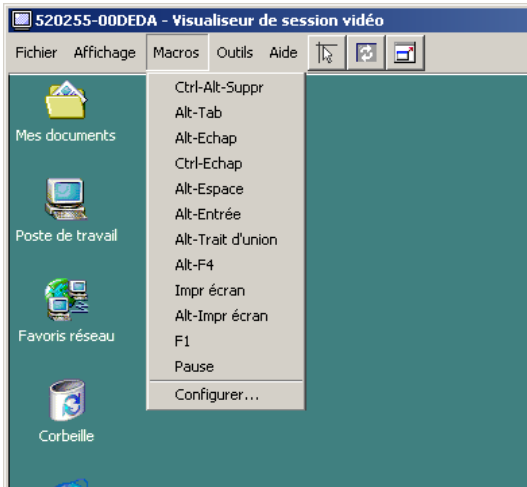 520255-00DEDA - Visualiseur de session vidéo
Fichier Affichage Macros Outils Aide
Ctrl-Alt-Suppr
Alt-Tab
Alt-Echap
Ctrl-Echap
Alt-Espace
Alt-Entrée
Alt-Trait d'union
Alt-F4
Impr écran
Alt-Impr écran
F1
Pause
Configurer...
Mes documents
Poste de travail
Favoris réseau
Corbeille